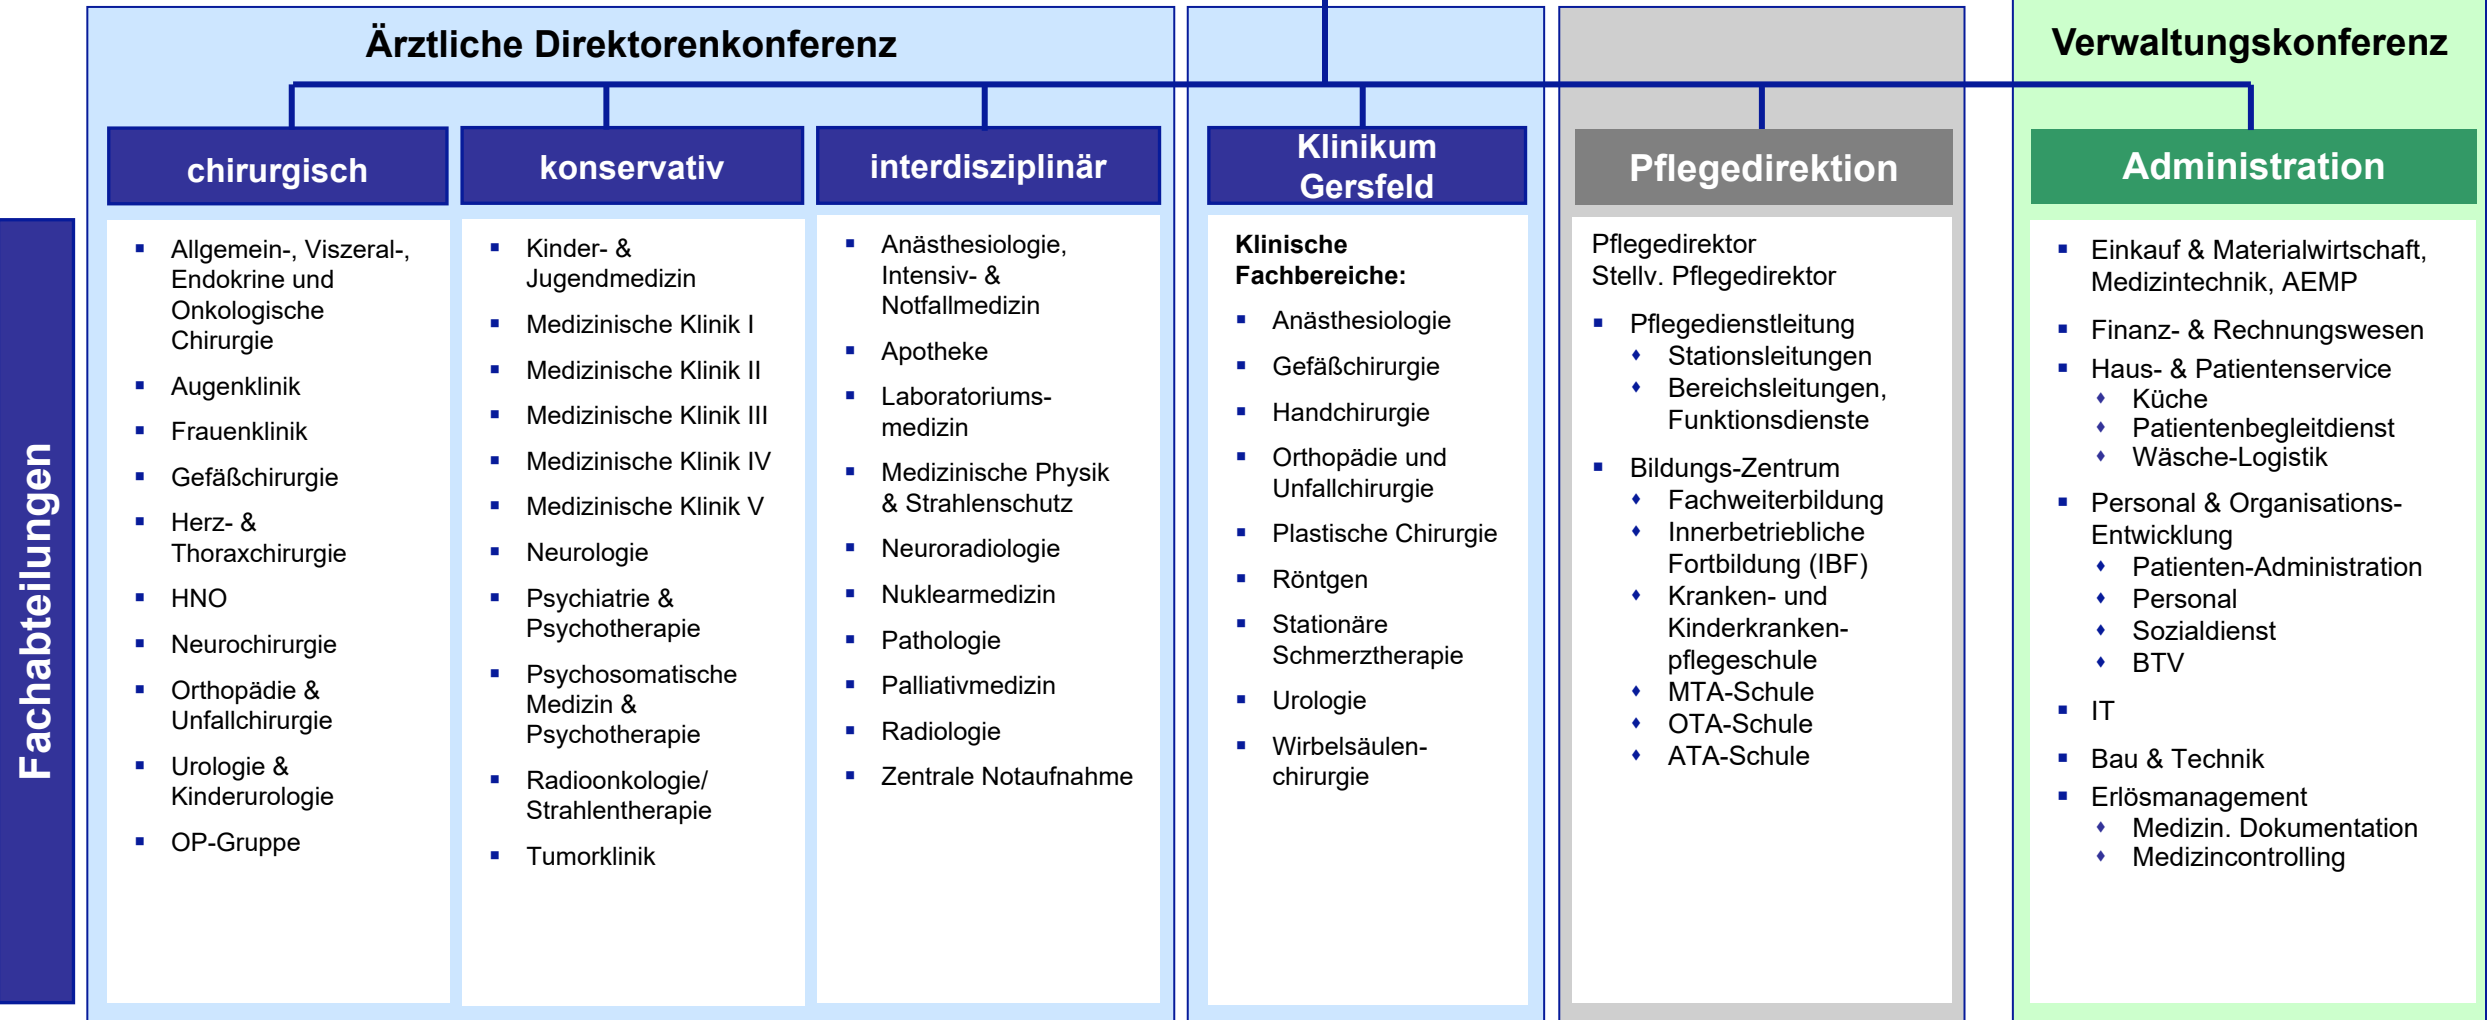 Ärztliche Direktorenkonferenz
Verwaltungskonferenz
Fachabteilungen
chirurgisch
Allgemein-, Viszeral-,
Endokrine und
Onkologische
Chirurgie
Augenklinik
Frauenklinik
Gefäßchirurgie
Herz- &
Thoraxchirurgie
HNO
Neurochirurgie
Orthopädie &
Unfallchirurgie
Urologie &
Kinderurologie
OP-Gruppe
konservativ
Kinder- &
Jugendmedizin
Medizinische Klinik I
Medizinische Klinik II
Medizinische Klinik III
Medizinische Klinik IV
Medizinische Klinik V
Neurologie
Psychiatrie &
Psychotherapie
Psychosomatische
Medizin &
Psychotherapie
Radioonkologie/
Strahlentherapie
Tumorklinik
interdisziplinär
Anästhesiologie,
Intensiv- &
Notfallmedizin
Apotheke
Laboratoriums-
medizin
Medizinische Physik
& Strahlenschutz
Neuroradiologie
Nuklearmedizin
Pathologie
Palliativmedizin
Radiologie
Zentrale Notaufnahme
Klinikum
Gersfeld
Klinische
Fachbereiche:
Anästhesiologie
Gefäßchirurgie
Handchirurgie
Orthopädie und
Unfallchirurgie
Plastische Chirurgie
Röntgen
Stationäre
Schmerztherapie
Urologie
Wirbelsäulen-
chirurgie
Pflegedirektion
Pflegedirektor
Stellv. Pflegedirektor
Pflegedienstleitung
Stationsleitungen
Bereichsleitungen,
Funktionsdienste
Bildungs-Zentrum
Fachweiterbildung
Innerbetriebliche
Fortbildung (IBF)
Kranken- und
Kinderkranken-
pflegeschule
MTA-Schule
OTA-Schule
ATA-Schule
Administration
Einkauf & Materialwirtschaft,
Medizintechnik, AEMP
Finanz- & Rechnungswesen
Haus- & Patientenservice
Küche
Patientenbegleitdienst
Wäsche-Logistik
Personal & Organisations-
Entwicklung
Patienten-Administration
Personal
Sozialdienst
BTV
IT
Bau & Technik
Erlösmanagement
Medizin. Dokumentation
Medizincontrolling